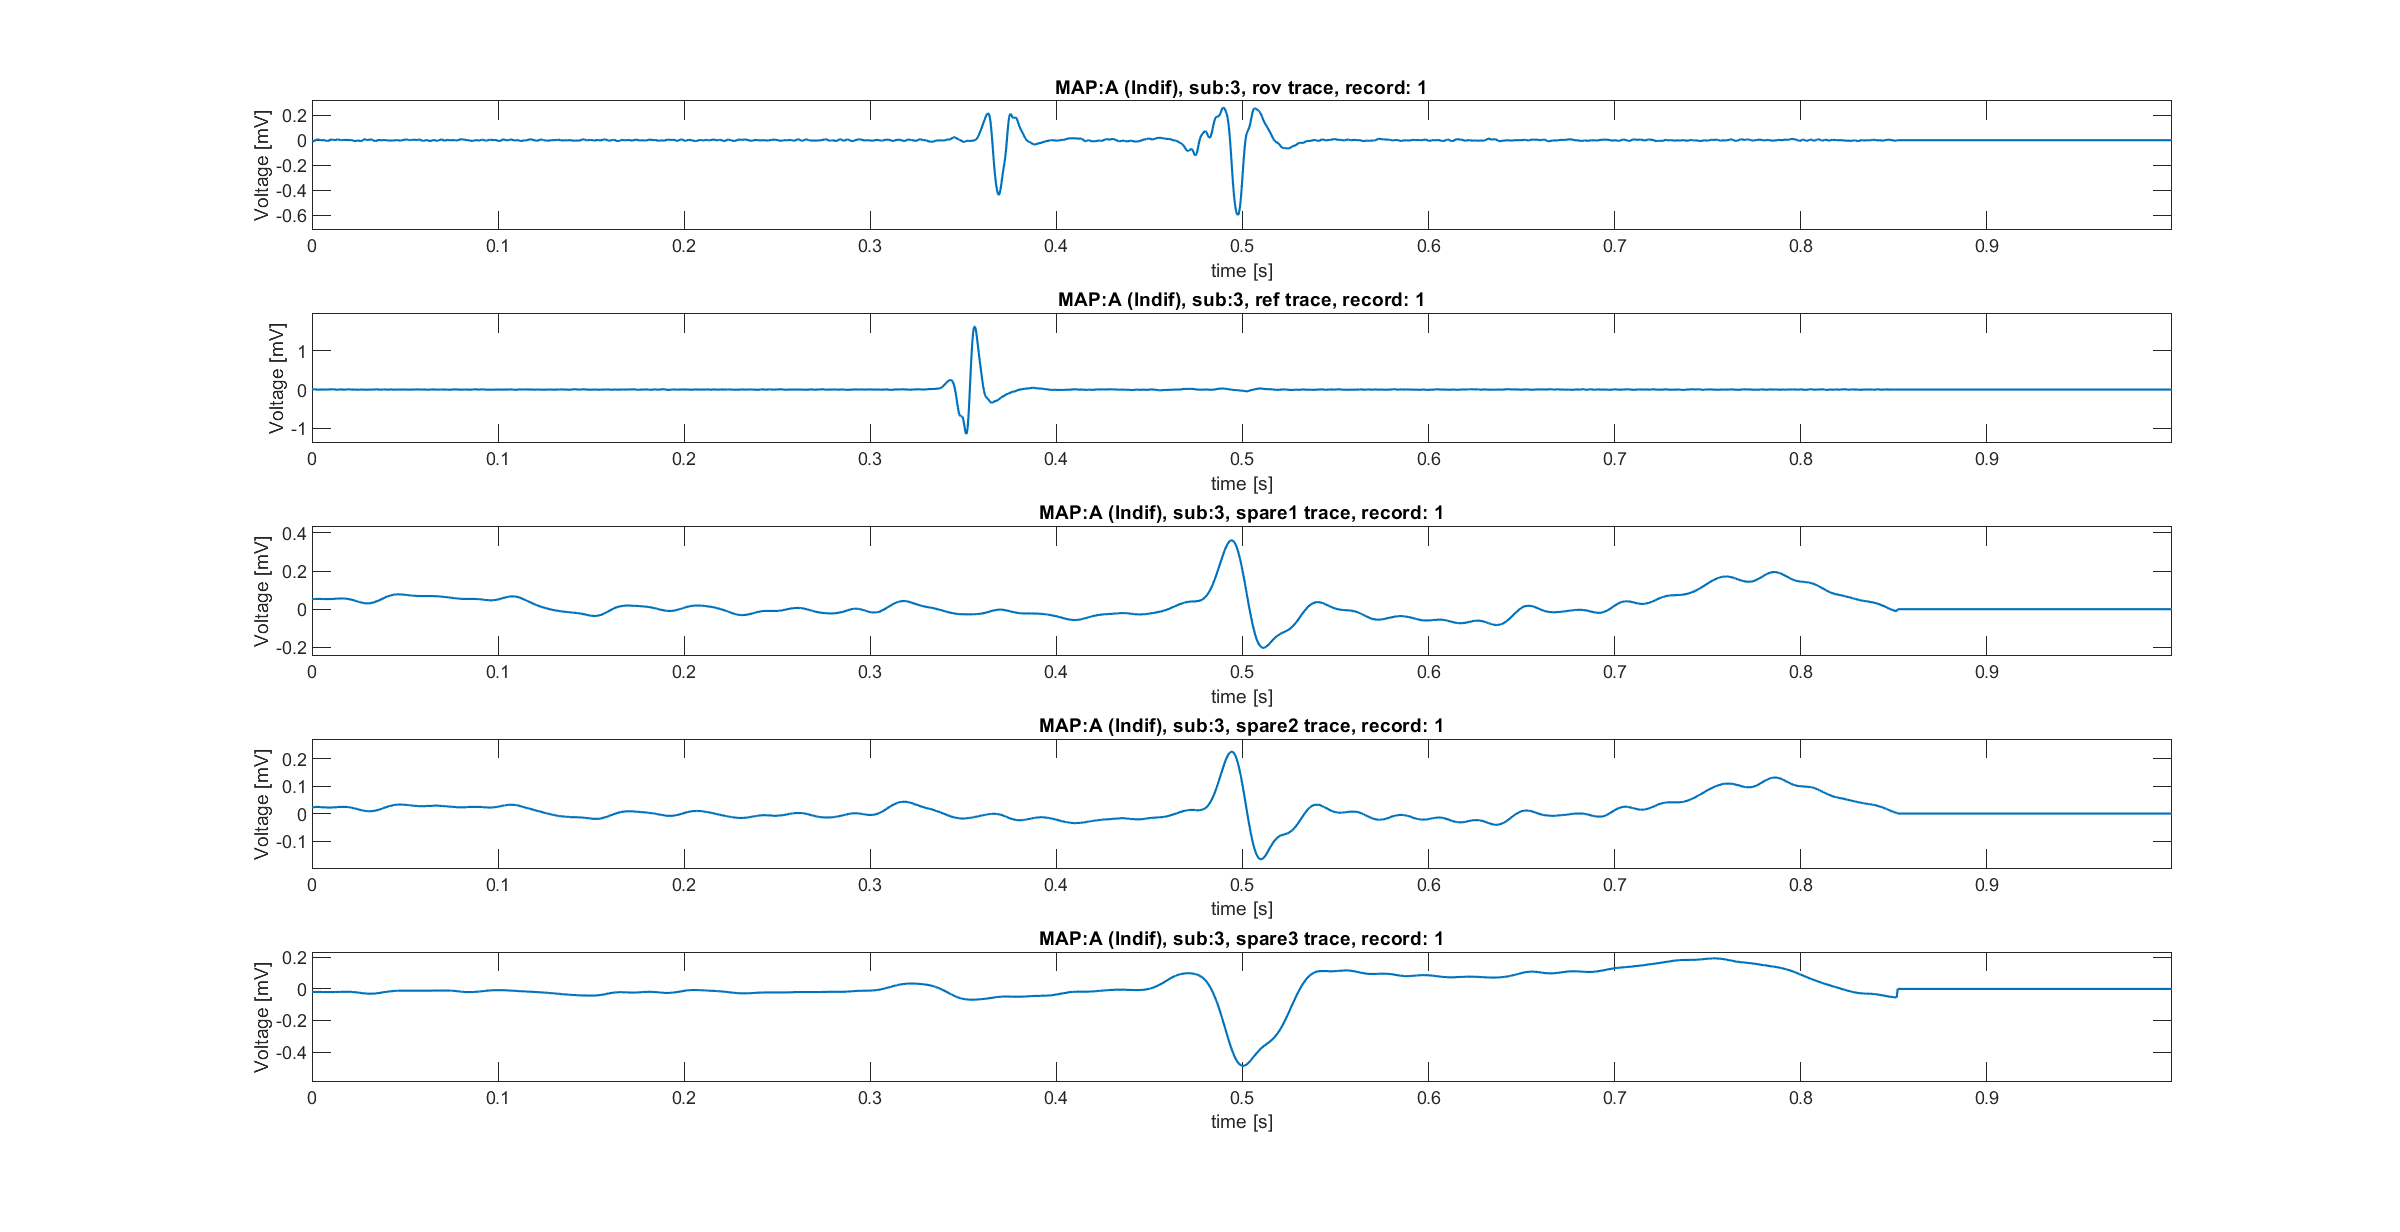 MAP:A (Indif), sub:3, rov trace, record: 1
Voltage [mV]
0.2
0
-0.2
-0.4
-0.6
0 0.1 0.2 0.3 0.4 0.5 0.6 0.7 0.8 0.9
time [s]
MAP:A (Indif), sub:3, ref trace, record: 1
Voltage [mV]
1
0
-1
0 0.1 0.2 0.3 0.4 0.5 0.6 0.7 0.8 0.9
time [s]
MAP:A (Indif), sub:3, spare1 trace, record: 1
Voltage [mV]
0.4
0.2
0
-0.2
0 0.1 0.2 0.3 0.4 0.5 0.6 0.7 0.8 0.9
time [s]
MAP:A (Indif), sub:3, spare2 trace, record: 1
Voltage [mV]
0.2
0.1
0
-0.1
0 0.1 0.2 0.3 0.4 0.5 0.6 0.7 0.8 0.9
time [s]
MAP:A (Indif), sub:3, spare3 trace, record: 1
Voltage [mV]
0.2
0
-0.2
-0.4
0 0.1 0.2 0.3 0.4 0.5 0.6 0.7 0.8 0.9
time [s]